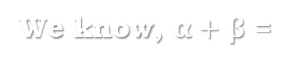 We know, α + β =